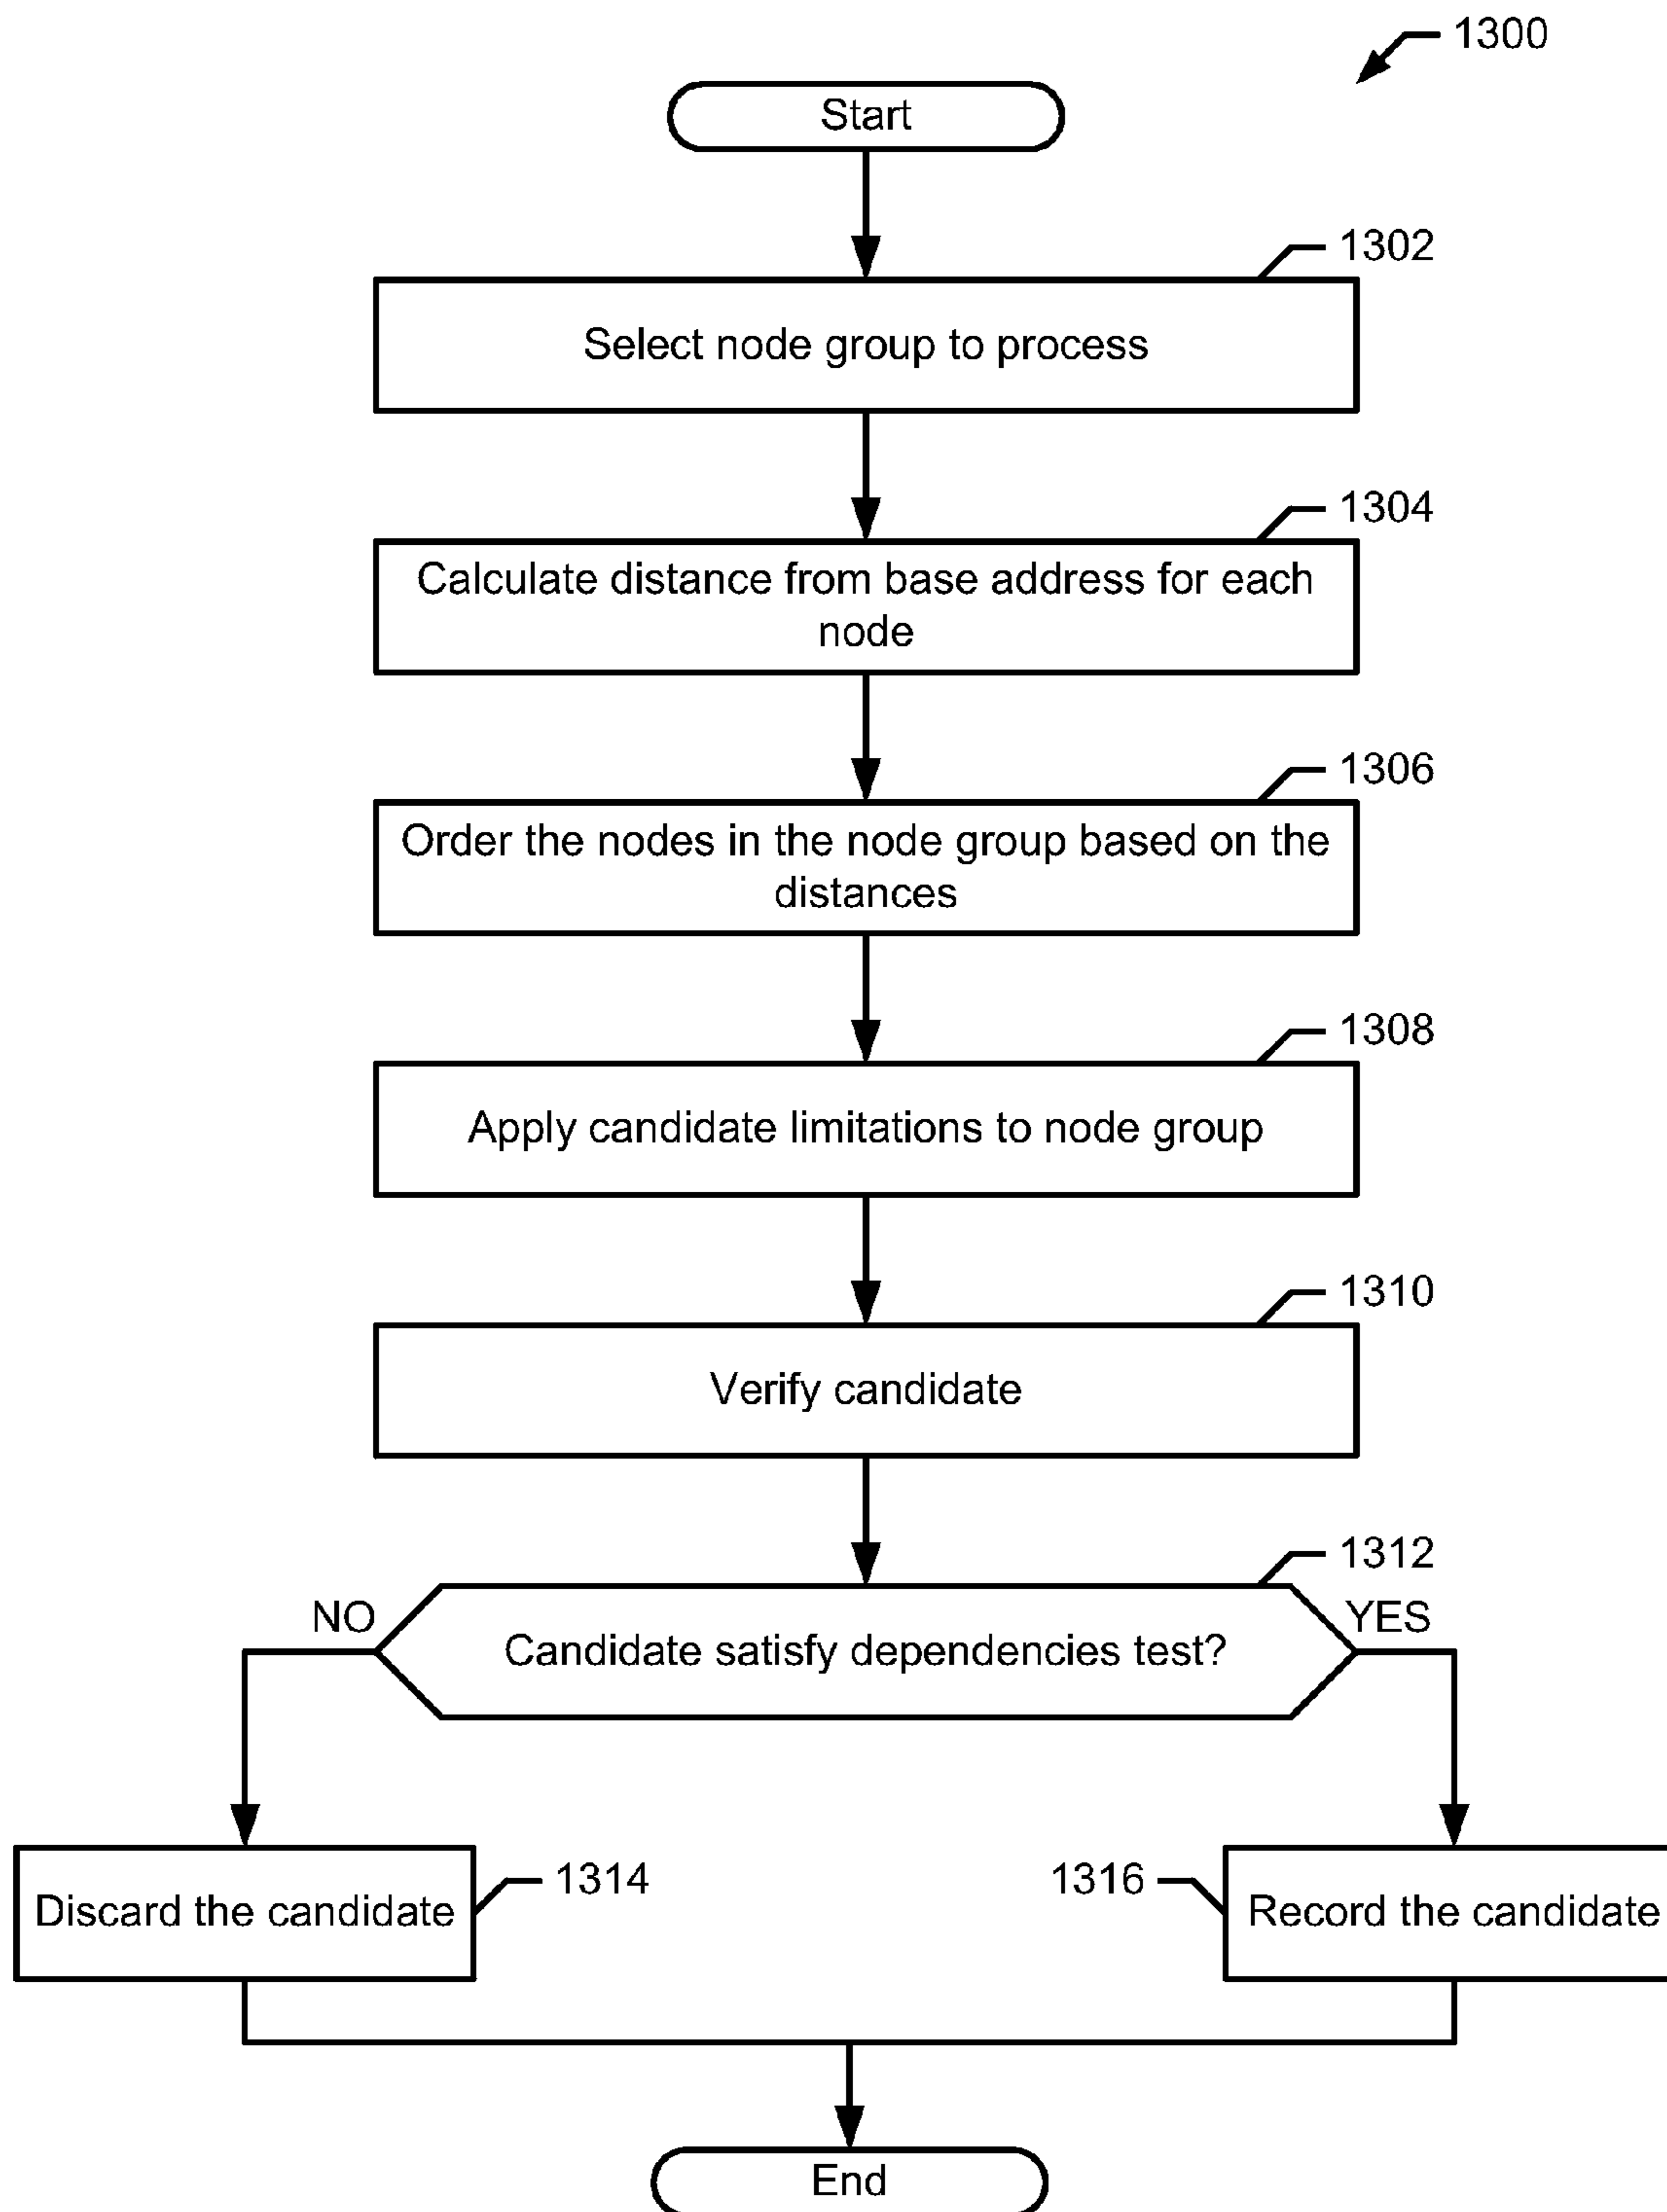 1300
Start
1302
Select node group to process
1304
Calculate distance from base address for each
node
1306
Order the nodes in the node group based on the
distances
1308
Apply candidate limitations to node group
1310
Verify candidate
1312
NO
Candidate satisfy dependencies test?
YES
1314
1316
Discard the candidate
Record the candidate
End